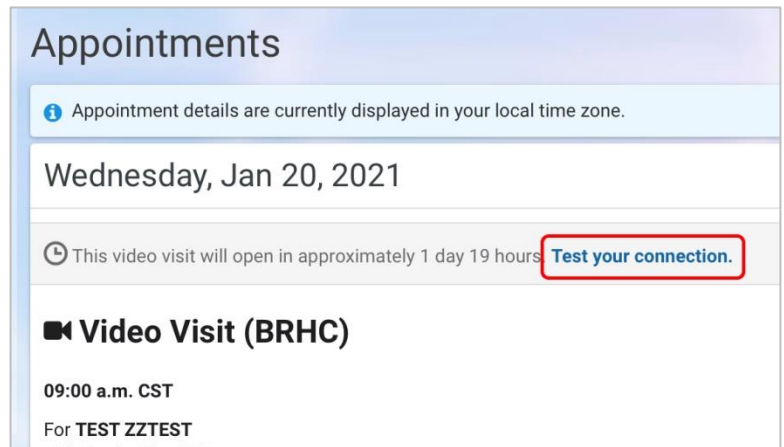 Appointments
Appointment details are currently displayed in your local time zone.
Wednesday, Jan 20, 2021
This video visit will open in approximately 1 day 19 hours. Test your connection.
Video Visit (BRHC)
09:00 a.m. CST
For TEST ZZTEST